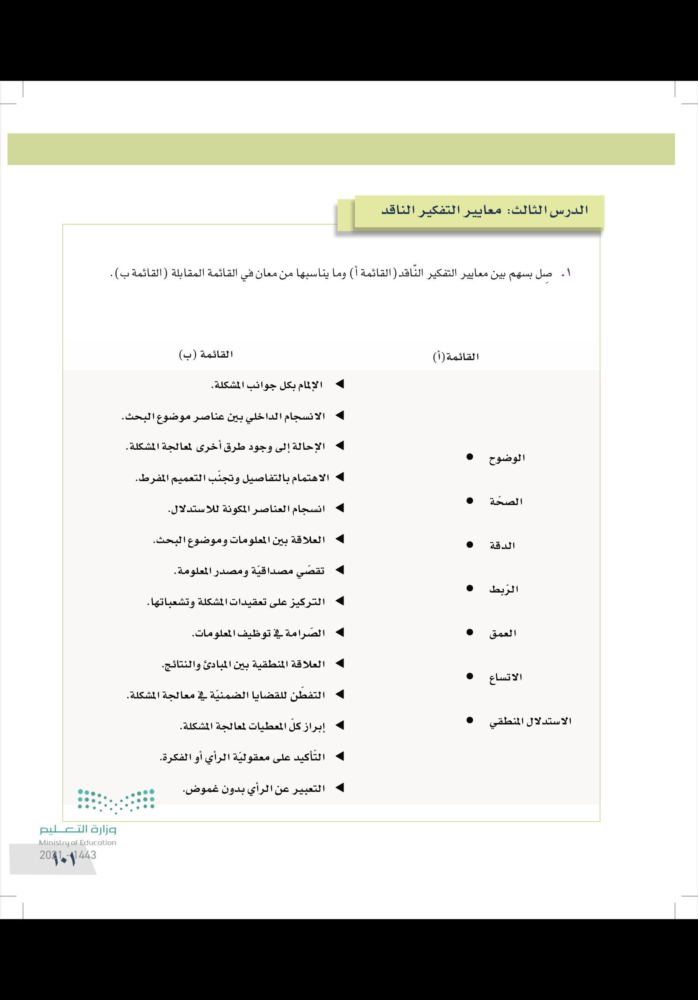 الدرس الثالث: معايير التفكير الناقد
١. صِل بسهم بين معايير التفكير النّاقد (القائمة أ) وما يناسبها من معان في القائمة المقابلة (القائمة ب).
القائمة (أ)
الوضوح
الصحّة
الدقة
الرّبط
العمق
الاتساع
الاستدلال المنطقي
القائمة (ب)
الإلمام بكل جوانب المشكلة.
الانسجام الداخلي بين عناصر موضوع البحث.
الإحالة إلى وجود طرق أخرى لمعالجة المشكلة.
الاهتمام بالتفاصيل وتجنّب التعميم المفرط.
انسجام العناصر المكونة للاستدلال.
العلاقة بين المعلومات وموضوع البحث.
تقصّي مصداقيّة ومصدر المعلومة.
التركيز على تعقيدات المشكلة وتشعباتها.
الصّرامة في توظيف المعلومات.
العلاقة المنطقية بين المبادئ والنتائج.
التفطّن للقضايا الضمنيّة في معالجة المشكلة.
إبراز كلّ المعطيات لمعالجة المشكلة.
التّأكيد على معقوليّة الرأي أو الفكرة.
التعبير عن الرأي بدون غموض.
وزارة التعليم
Ministry of Education
2021 - 1443
١٠١